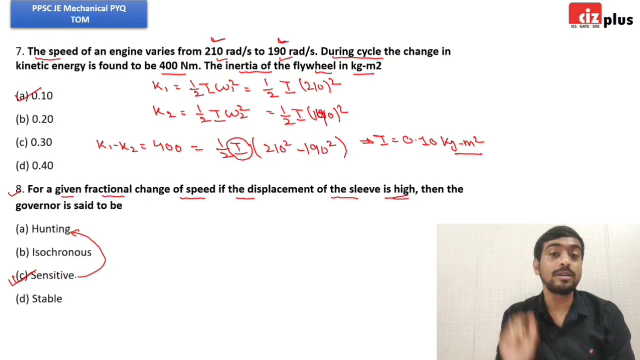 PPSC JE Mechanical PYQ
TOM
CIZ plus
7. The speed of an engine varies from 210 rad/s to 190 rad/s. During cycle the change in
kinetic energy is found to be 400 Nm. The inertia of the flywheel in kg-m2
K₁ = 1/2 I ω₁² = 1/2 I (210)²
(a) 0.10
K₂ = 1/2 I ω₂² = 1/2 I (190)²
(b) 0.20
K₁-K₂ = 400 = 1/2 I (210² - 190²) ⇒ I = 0.10 kg-m²
(c) 0.30
(d) 0.40
8. For a given fractional change of speed if the displacement of the sleeve is high, then the
governor is said to be
(a) Hunting
(b) Isochronous
(c) Sensitive
(d) Stable